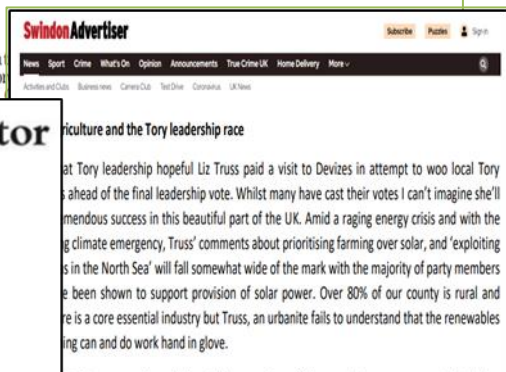 Swindon Advertiser
Subscribe Puzzles Sign in
News Sport Crime What's On Opinion Announcements True Crime UK Home Delivery More
Activities and Clubs Business news Camera Club Test Drive Coronavirus UK News
tor
riculture and the Tory leadership race
at Tory leadership hopeful Liz Truss paid a visit to Devizes in attempt to woo local Tory
s ahead of the final leadership vote. Whilst many have cast their votes I can't imagine she'll
mendous success in this beautiful part of the UK. Amid a raging energy crisis and with the
g climate emergency, Truss' comments about prioritising farming over solar, and 'exploiting
s in the North Sea' will fall somewhat wide of the mark with the majority of party members
e been shown to support provision of solar power. Over 80% of our county is rural and
re is a core essential industry but Truss, an urbanite fails to understand that the renewables
ing can and do work hand in glove.